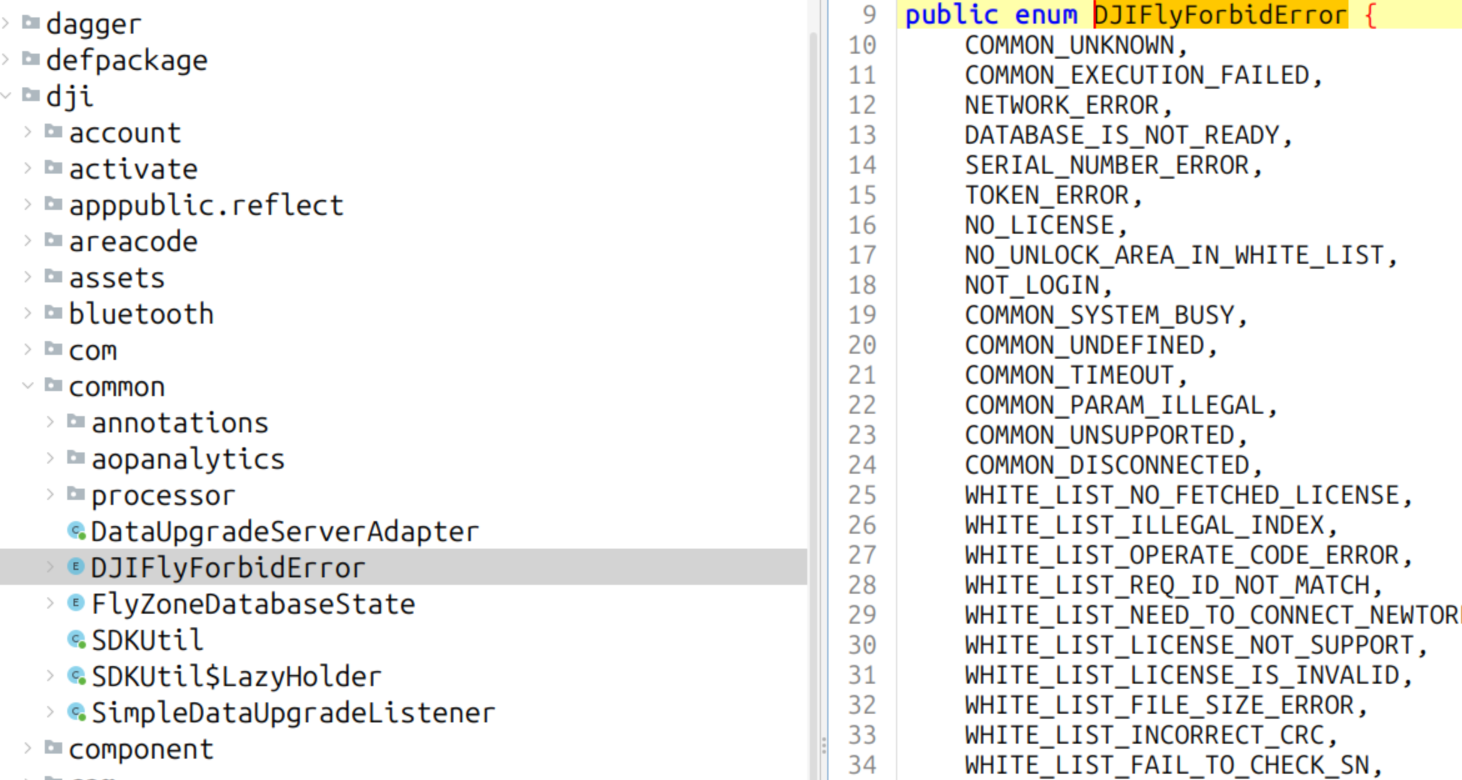 dagger
defpackage
dji
account
activate
apppublic.reflect
areacode
assets
bluetooth
com
common
annotations
aopanalytics
processor
DataUpgradeServerAdapter
DJIFlyForbidError
FlyZoneDatabaseState
SDKUtil
SDKUtil$LazyHolder
SimpleDataUpgradeListener
component
9 public enum DJIFlyForbidError {
10 COMMON_UNKNOWN,
11 COMMON_EXECUTION_FAILED,
12 NETWORK_ERROR,
13 DATABASE_IS_NOT_READY,
14 SERIAL_NUMBER_ERROR,
15 TOKEN_ERROR,
16 NO_LICENSE,
17 NO_UNLOCK_AREA_IN_WHITE_LIST,
18 NOT_LOGIN,
19 COMMON_SYSTEM_BUSY,
20 COMMON_UNDEFINED,
21 COMMON_TIMEOUT,
22 COMMON_PARAM_ILLEGAL,
23 COMMON_UNSUPPORTED,
24 COMMON_DISCONNECTED,
25 WHITE_LIST_NO_FETCHED_LICENSE,
26 WHITE_LIST_ILLEGAL_INDEX,
27 WHITE_LIST_OPERATE_CODE_ERROR,
28 WHITE_LIST_REQ_ID_NOT_MATCH,
29 WHITE_LIST_NEED_TO_CONNECT_NEWTOR
30 WHITE_LIST_LICENSE_NOT_SUPPORT,
31 WHITE_LIST_LICENSE_IS_INVALID,
32 WHITE_LIST_FILE_SIZE_ERROR,
33 WHITE_LIST_INCORRECT_CRC,
34 WHITE_LIST_FAIL_TO_CHECK_SN,